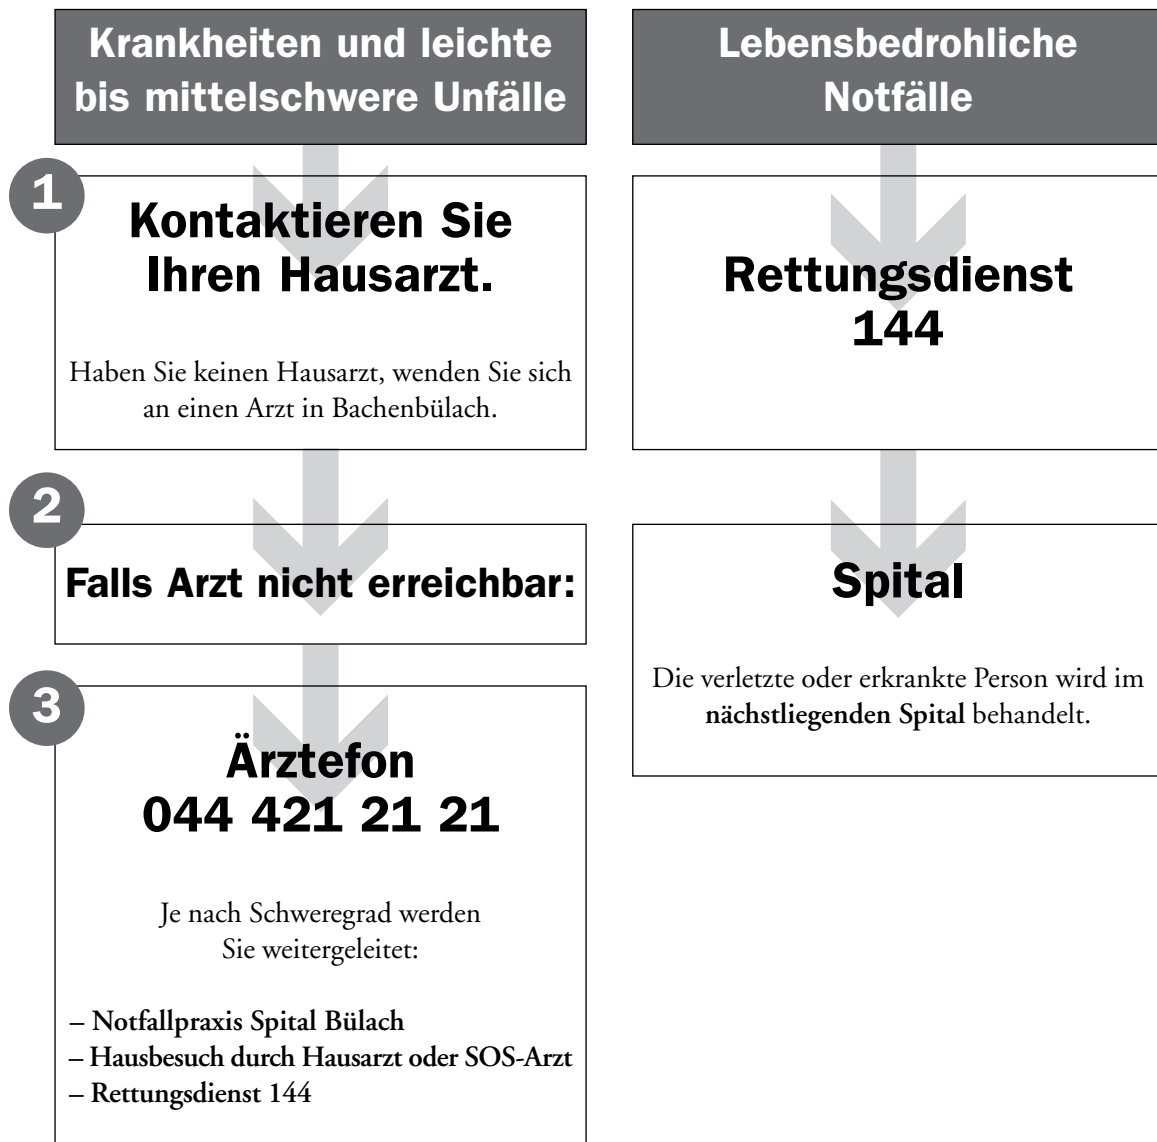 Krankheiten und leichte
bis mittelschwere Unfälle
1
Kontaktieren Sie
Ihren Hausarzt.
Haben Sie keinen Hausarzt, wenden Sie sich
an einen Arzt in Bachenbülach.
2
Falls Arzt nicht erreichbar:
3
Ärztefon
044 421 21 21
Je nach Schweregrad werden
Sie weitergeleitet:
– Notfallpraxis Spital Bülach
– Hausbesuch durch Hausarzt oder SOS-Arzt
– Rettungsdienst 144
Lebensbedrohliche
Notfälle
Rettungsdienst
144
Spital
Die verletzte oder erkrankte Person wird im
nächstliegenden Spital behandelt.